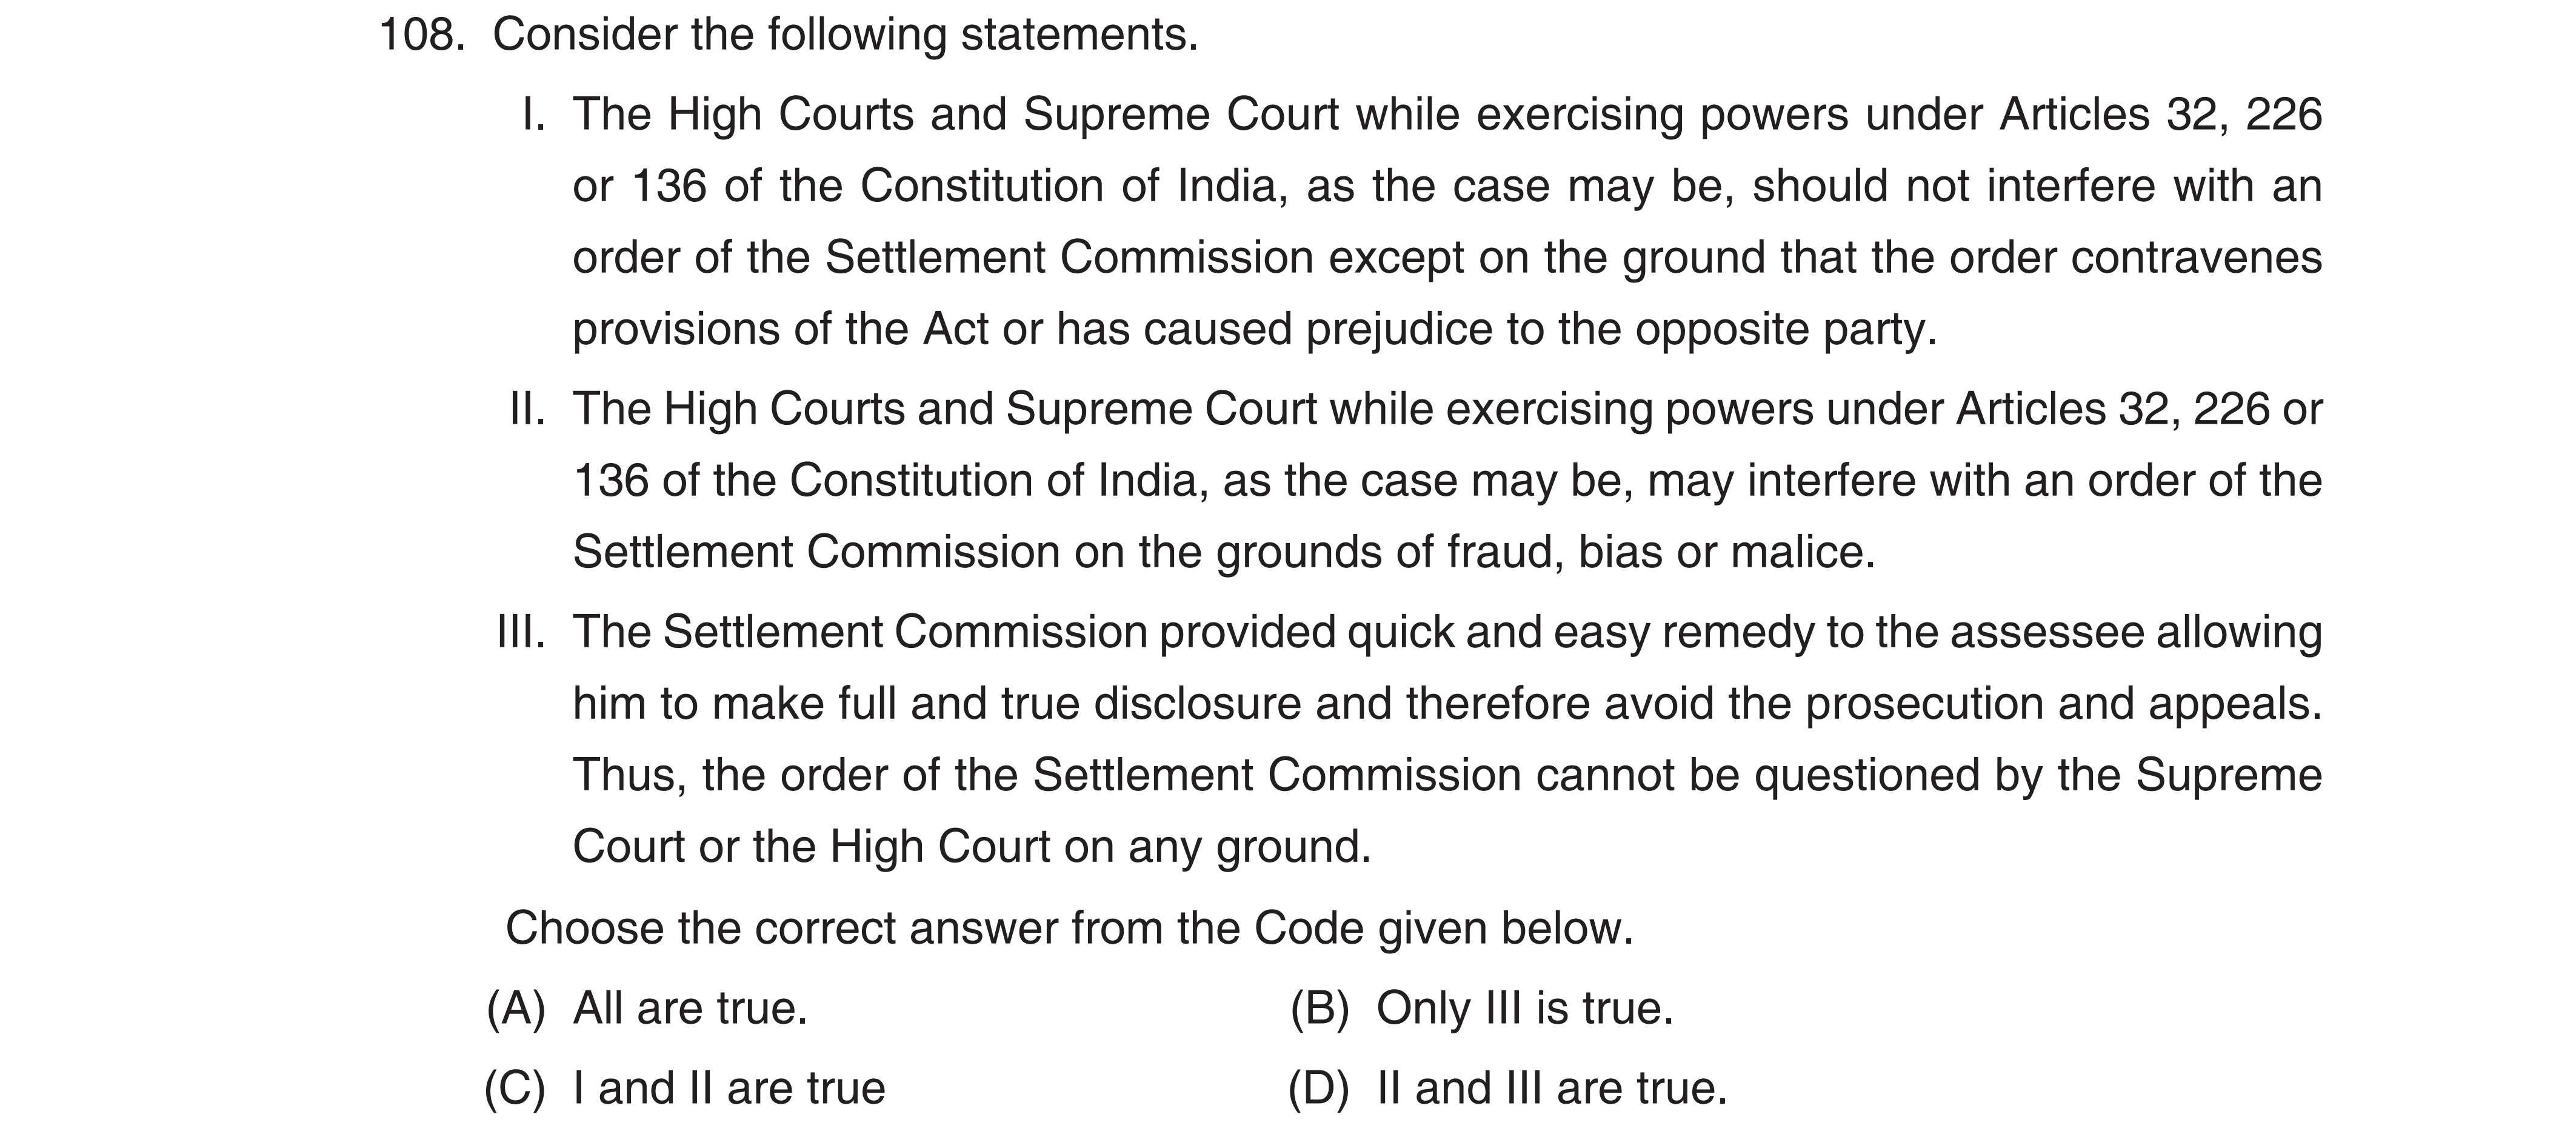 108. Consider the following statements.
I. The High Courts and Supreme Court while exercising powers under Articles 32, 226
or 136 of the Constitution of India, as the case may be, should not interfere with an
order of the Settlement Commission except on the ground that the order contravenes
provisions of the Act or has caused prejudice to the opposite party.
II. The High Courts and Supreme Court while exercising powers under Articles 32, 226 or
136 of the Constitution of India, as the case may be, may interfere with an order of the
Settlement Commission on the grounds of fraud, bias or malice.
III. The Settlement Commission provided quick and easy remedy to the assessee allowing
him to make full and true disclosure and therefore avoid the prosecution and appeals.
Thus, the order of the Settlement Commission cannot be questioned by the Supreme
Court or the High Court on any ground.
Choose the correct answer from the Code given below.
(A) All are true. (B) Only III is true.
(C) I and II are true (D) II and III are true.